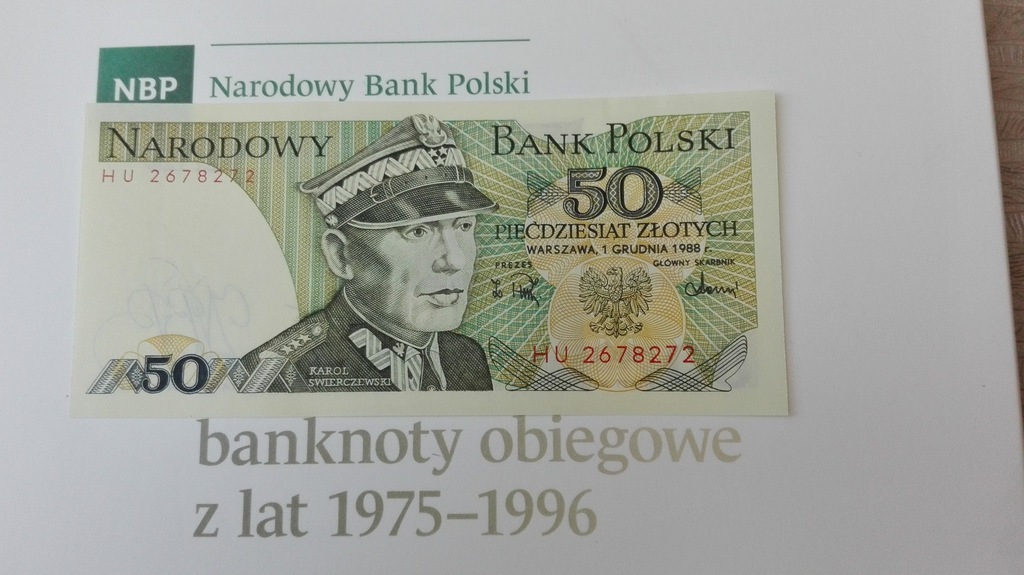 NBP Narodowy Bank Polski
NARODOWY BANK POLSKI
HU 2678272
50
PIĘĆDZIESIĄT ZŁOTYCH
WARSZAWA, 1 GRUDNIA 1988 r.
PREZES GŁÓWNY SKARBNIK
HU 2678272
50
KAROL
ŚWIERCZEWSKI
banknoty obiegowe
z lat 1975–1996